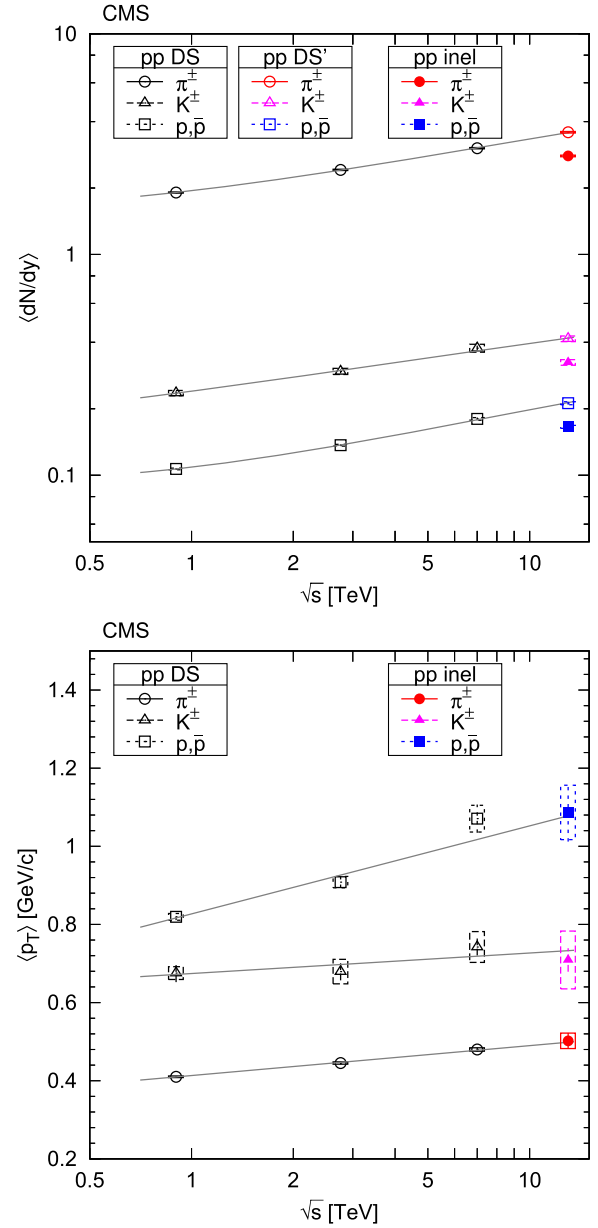 CMS
10
pp DS pp DS' pp inel
π± π± π±
K± K± K±
p,p̄ p,p̄ p,p̄
1
⟨dN/dy⟩
0.1
0.5 1 2 5 10
√s [TeV]
CMS
pp DS pp inel
1.4 π± π±
K± K±
p,p̄ p,p̄
1.2
1
⟨p_T⟩ [GeV/c]
0.8
0.6
0.4
0.2
0.5 1 2 5 10
√s [TeV]